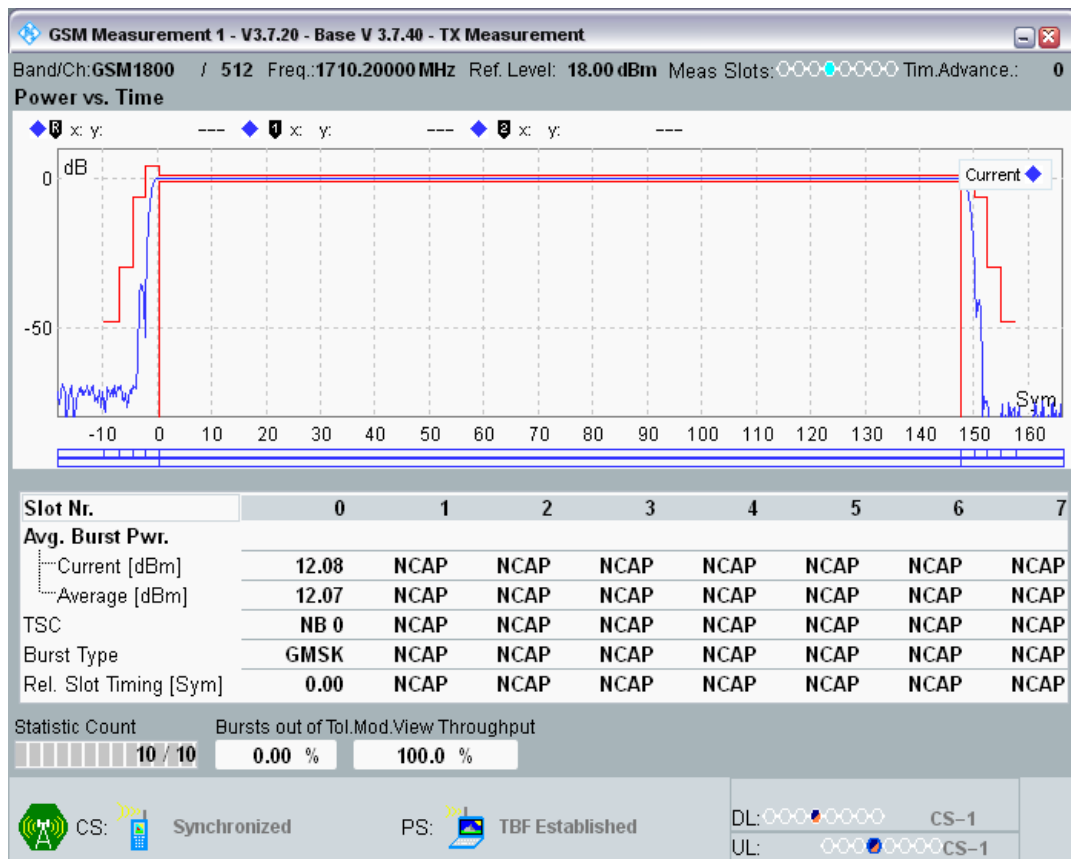 GSM Measurement 1 - V3.7.20 - Base V 3.7.40 - TX Measurement
Band/Ch:GSM1800 / 512 Freq.:1710.20000 MHz Ref. Level: 18.00 dBm Meas Slots: Tim.Advance.: 0
Power vs. Time
R x: y: --- 1 x: y: --- 2 x: y: ---
dB
Current
0
-50
Sym
-10 0 10 20 30 40 50 60 70 80 90 100 110 120 130 140 150 160
Slot Nr. 0 1 2 3 4 5 6 7
Avg. Burst Pwr.
Current [dBm] 12.08 NCAP NCAP NCAP NCAP NCAP NCAP NCAP
Average [dBm] 12.07 NCAP NCAP NCAP NCAP NCAP NCAP NCAP
TSC NB 0 NCAP NCAP NCAP NCAP NCAP NCAP NCAP
Burst Type GMSK NCAP NCAP NCAP NCAP NCAP NCAP NCAP
Rel. Slot Timing [Sym] 0.00 NCAP NCAP NCAP NCAP NCAP NCAP NCAP
Statistic Count Bursts out of Tol. Mod.View Throughput
10 / 10 0.00 % 100.0 %
CS: Synchronized PS: TBF Established
DL: CS-1
UL: CS-1